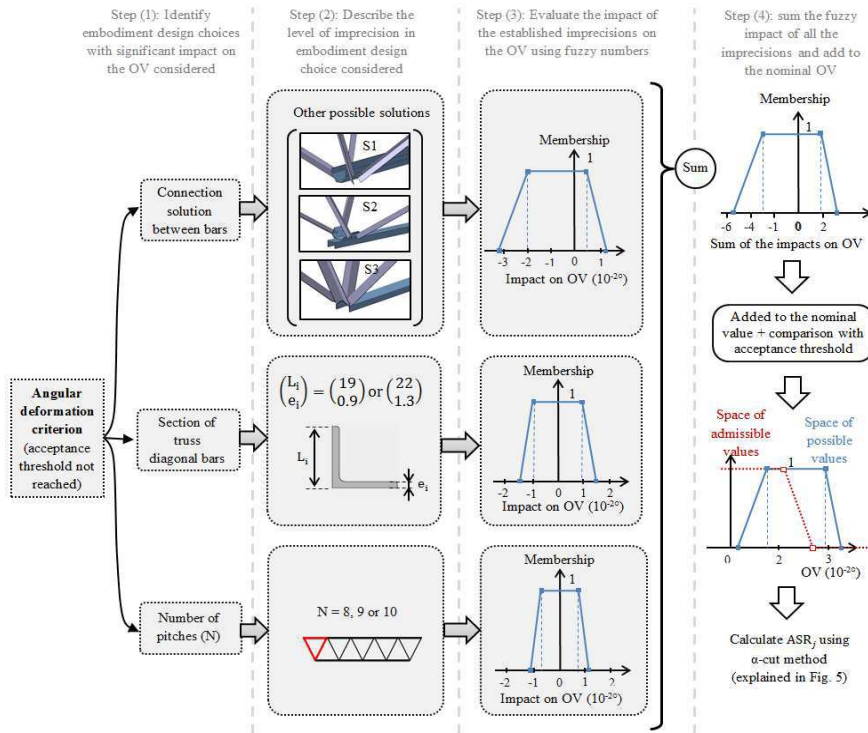 Step (1): Identify
embodiment design choices
with significant impact on
the OV considered
Step (2): Describe the
level of imprecision in
embodiment design
choice considered
Step (3): Evaluate the impact of
the established imprecisions on
the OV using fuzzy numbers
Step (4): sum the fuzzy
impact of all the
imprecisions and add to
the nominal OV
Angular
deformation
criterion
(acceptance
threshold not
reached)
Connection
solution
between bars
Other possible solutions
S1
S2
S3
Membership
1
-3 -2 -1 0 1
Impact on OV (10⁻²°)
Section of
truss
diagonal bars
(Lᵢ eᵢ) = (19 0.9) or (22 1.3)
Lᵢ
eᵢ
Membership
1
-2 -1 0 1 2
Impact on OV (10⁻²°)
Number of
pitches (N)
N = 8, 9 or 10
Membership
1
-2 -1 0 1 2
Impact on OV (10⁻²°)
Sum
Membership
1
-6 -4 -2 0 1 2 3
Sum of the impacts on OV
Added to the nominal
value + comparison with
acceptance threshold
Space of
admissible
values
Space of
possible
values
1
0 2 3
OV (10⁻²°)
Calculate ASRⱼ using
α-cut method
(explained in Fig. 5)